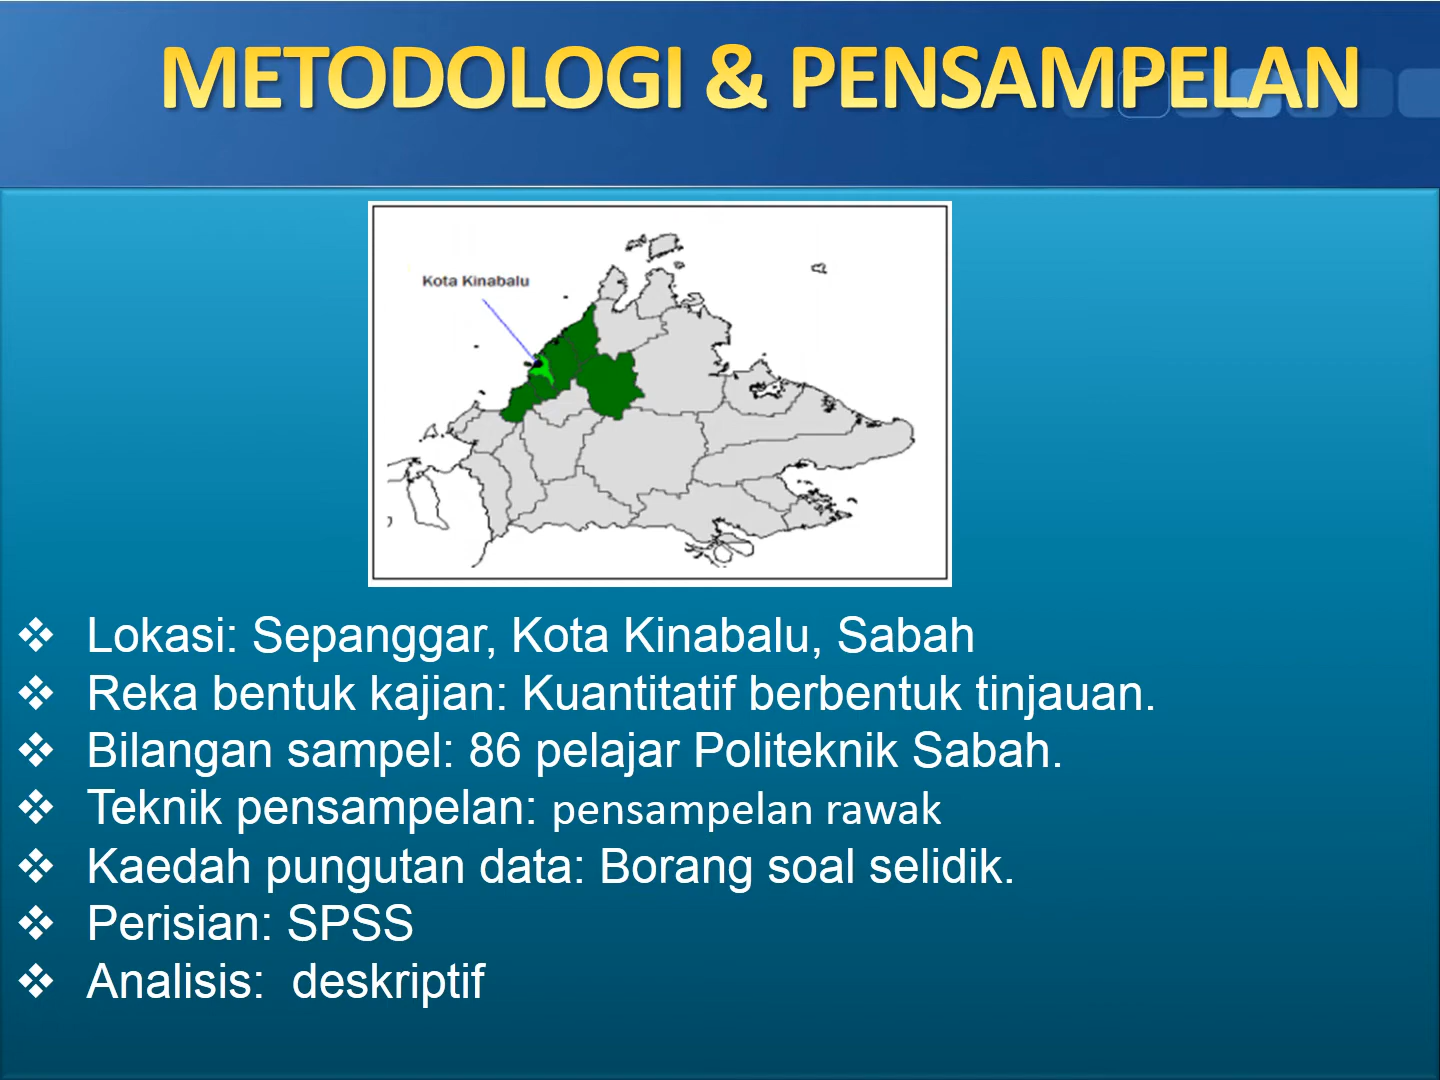 METODOLOGI & PENSAMPELAN
Kota Kinabalu
❖ Lokasi: Sepanggar, Kota Kinabalu, Sabah
❖ Reka bentuk kajian: Kuantitatif berbentuk tinjauan.
❖ Bilangan sampel: 86 pelajar Politeknik Sabah.
❖ Teknik pensampelan: pensampelan rawak
❖ Kaedah pungutan data: Borang soal selidik.
❖ Perisian: SPSS
❖ Analisis: deskriptif